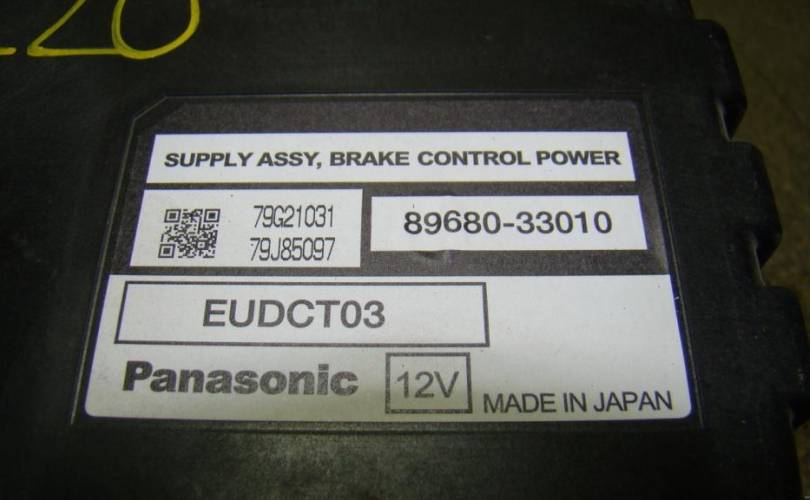 SUPPLY ASSY, BRAKE CONTROL POWER
79G21031
79J85097
89680-33010
EUDCT03
Panasonic
12V
MADE IN JAPAN